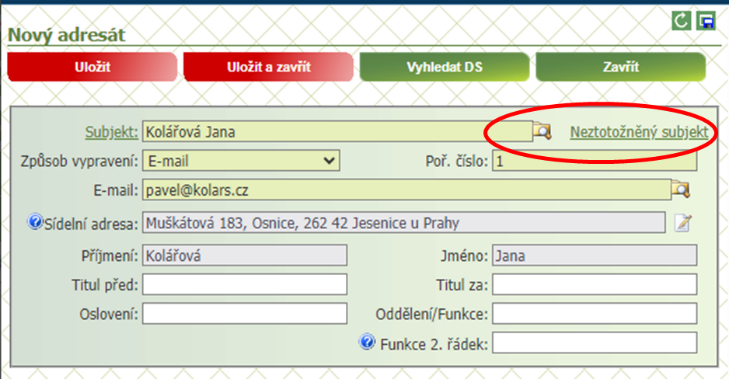 Nový adresát
Uložit Uložit a zavřít Vyhledat DS Zavřít
Subjekt: Kolářová Jana Neztotožněný subjekt
Způsob vypravení: E-mail Poř. číslo: 1
E-mail: pavel@kolars.cz
Sídelní adresa: Muškátová 183, Osnice, 262 42 Jesenice u Prahy
Příjmení: Kolářová Jméno: Jana
Titul před: Titul za:
Oslovení: Oddělení/Funkce:
Funkce 2. řádek: